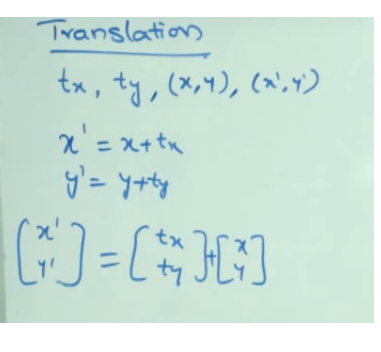 Translation
tx, ty, (x,y), (x',y')
x' = x+tx
y' = y+ty
[x' y'] = [tx ty]+[x y]